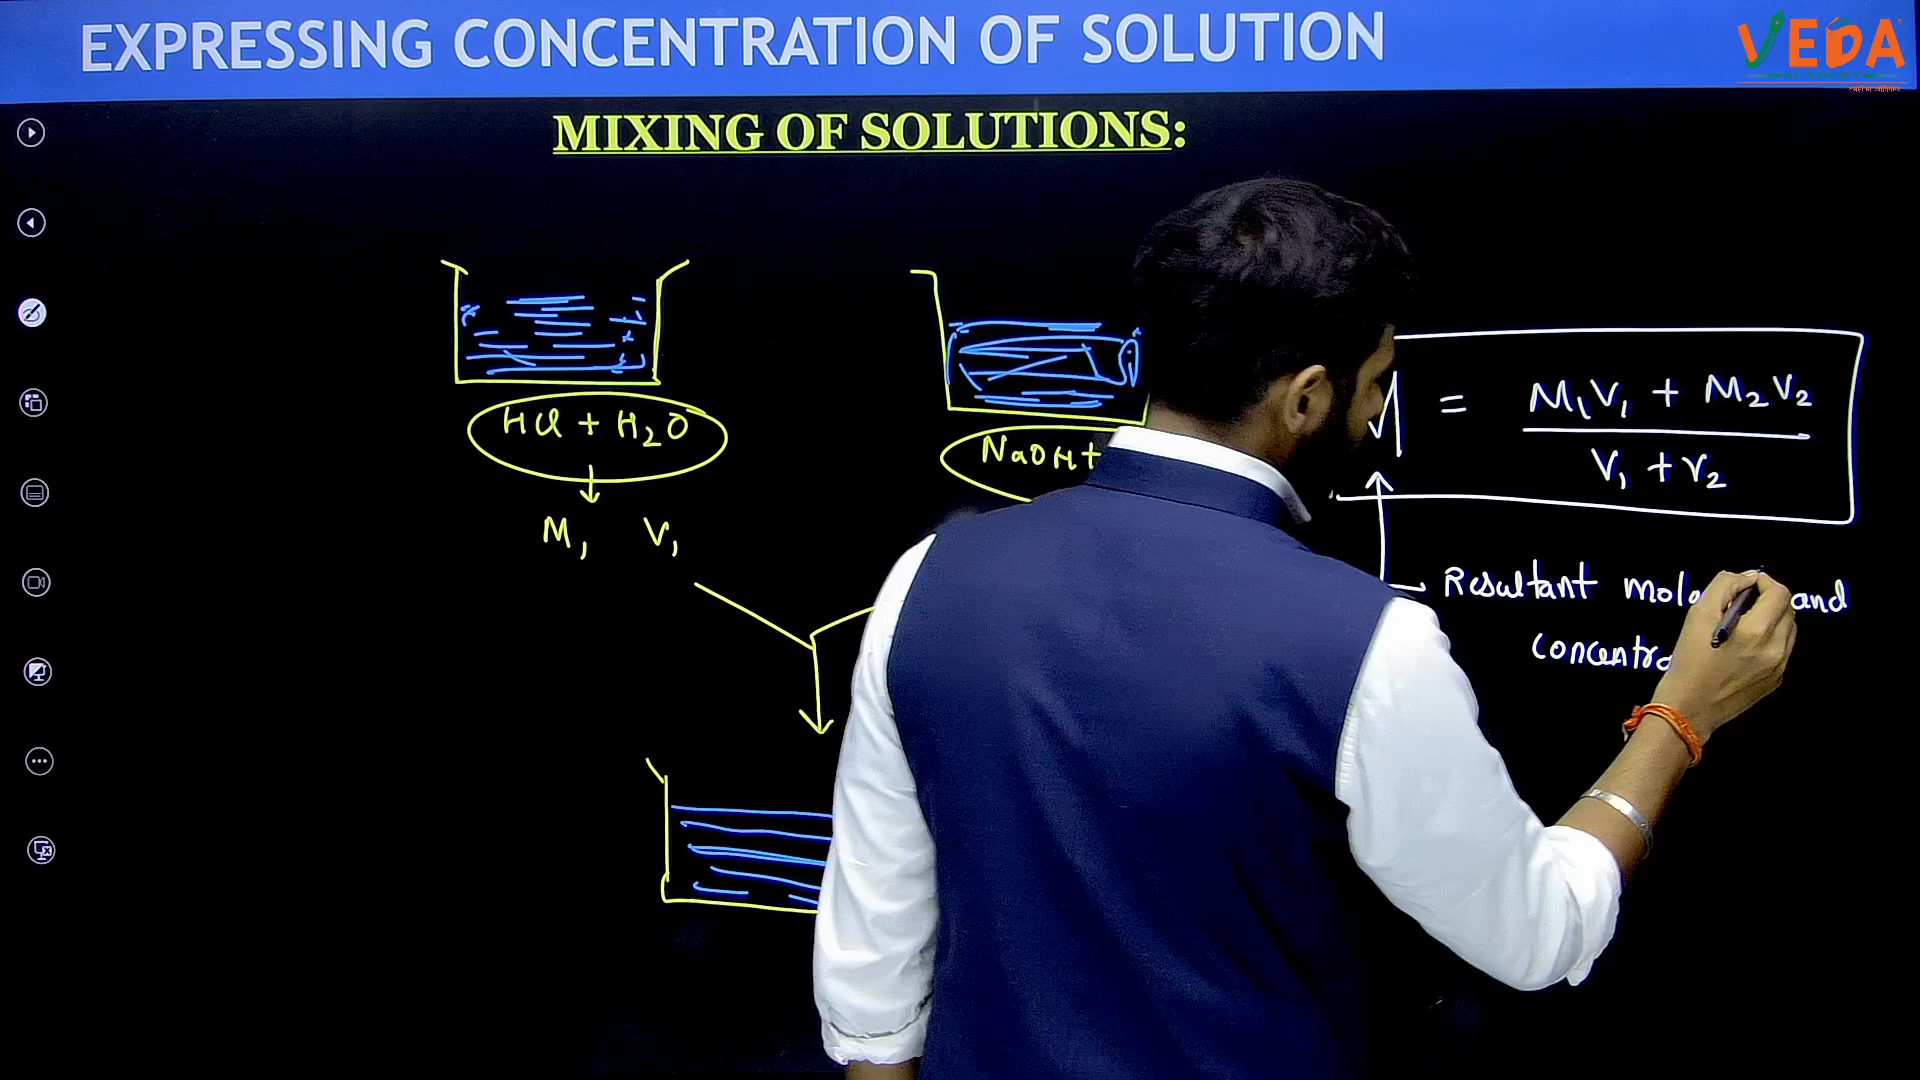 EXPRESSING CONCENTRATION OF SOLUTION
VEDA
ACADEMY
MIXING OF SOLUTIONS:
HCl + H2O
M1 V1
NaOH +
= M1V1 + M2V2
V1 + V2
Resultant and